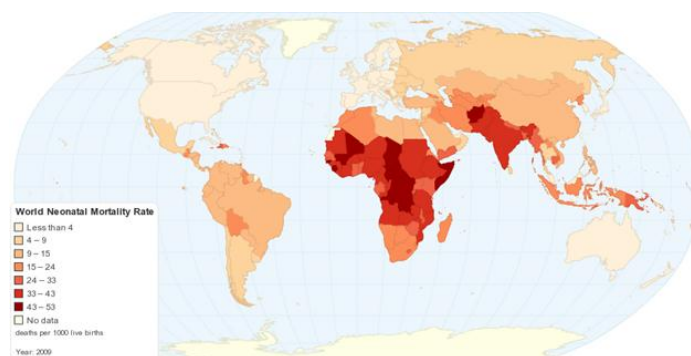 World Neonatal Mortality Rate
Less than 4
4 – 9
9 – 15
15 – 24
24 – 33
33 – 43
43 – 53
No data
deaths per 1000 live births
Year: 2009